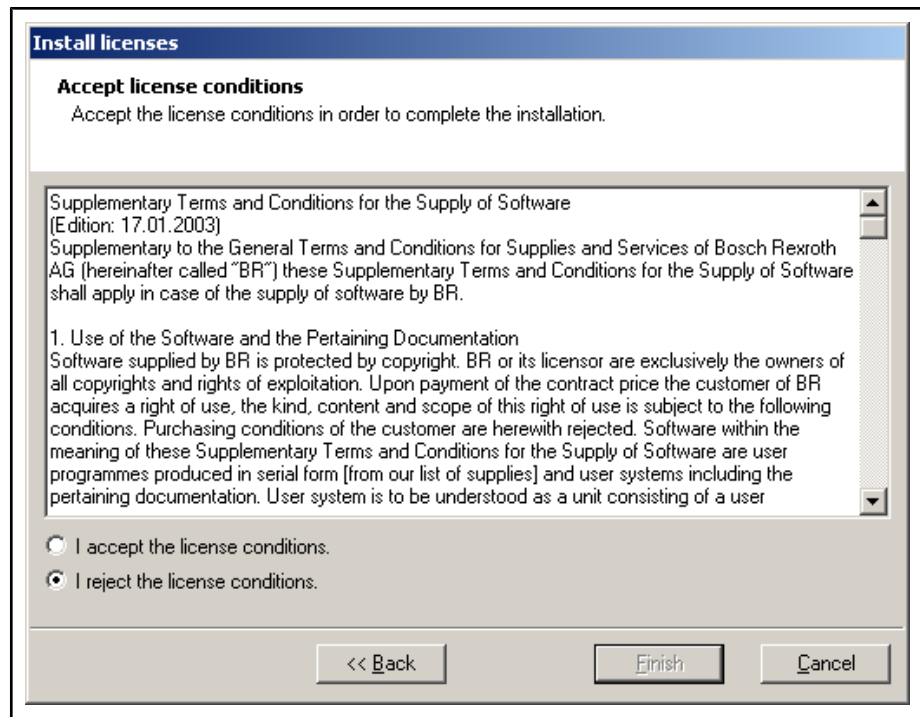 Install licenses
Accept license conditions
Accept the license conditions in order to complete the installation.
Supplementary Terms and Conditions for the Supply of Software
(Edition: 17.01.2003)
Supplementary to the General Terms and Conditions for Supplies and Services of Bosch Rexroth
AG (hereinafter called "BR") these Supplementary Terms and Conditions for the Supply of Software
shall apply in case of the supply of software by BR.
1. Use of the Software and the Pertaining Documentation
Software supplied by BR is protected by copyright. BR or its licensor are exclusively the owners of
all copyrights and rights of exploitation. Upon payment of the contract price the customer of BR
acquires a right of use, the kind, content and scope of this right of use is subject to the following
conditions. Purchasing conditions of the customer are herewith rejected. Software within the
meaning of these Supplementary Terms and Conditions for the Supply of Software are user
programmes produced in serial form [from our list of supplies] and user systems including the
pertaining documentation. User system is to be understood as a unit consisting of a user
I accept the license conditions.
I reject the license conditions.
<< Back
Finish
Cancel